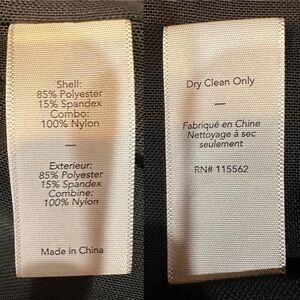 Shell:
85% Polyester
15% Spandex
Combo:
100% Nylon
—
Exterieur:
85% Polyester
15% Spandex
Combine:
100% Nylon
Made in China
Dry Clean Only
—
Fabriqué en Chine
Nettoyage à sec
seulement
RN# 115562